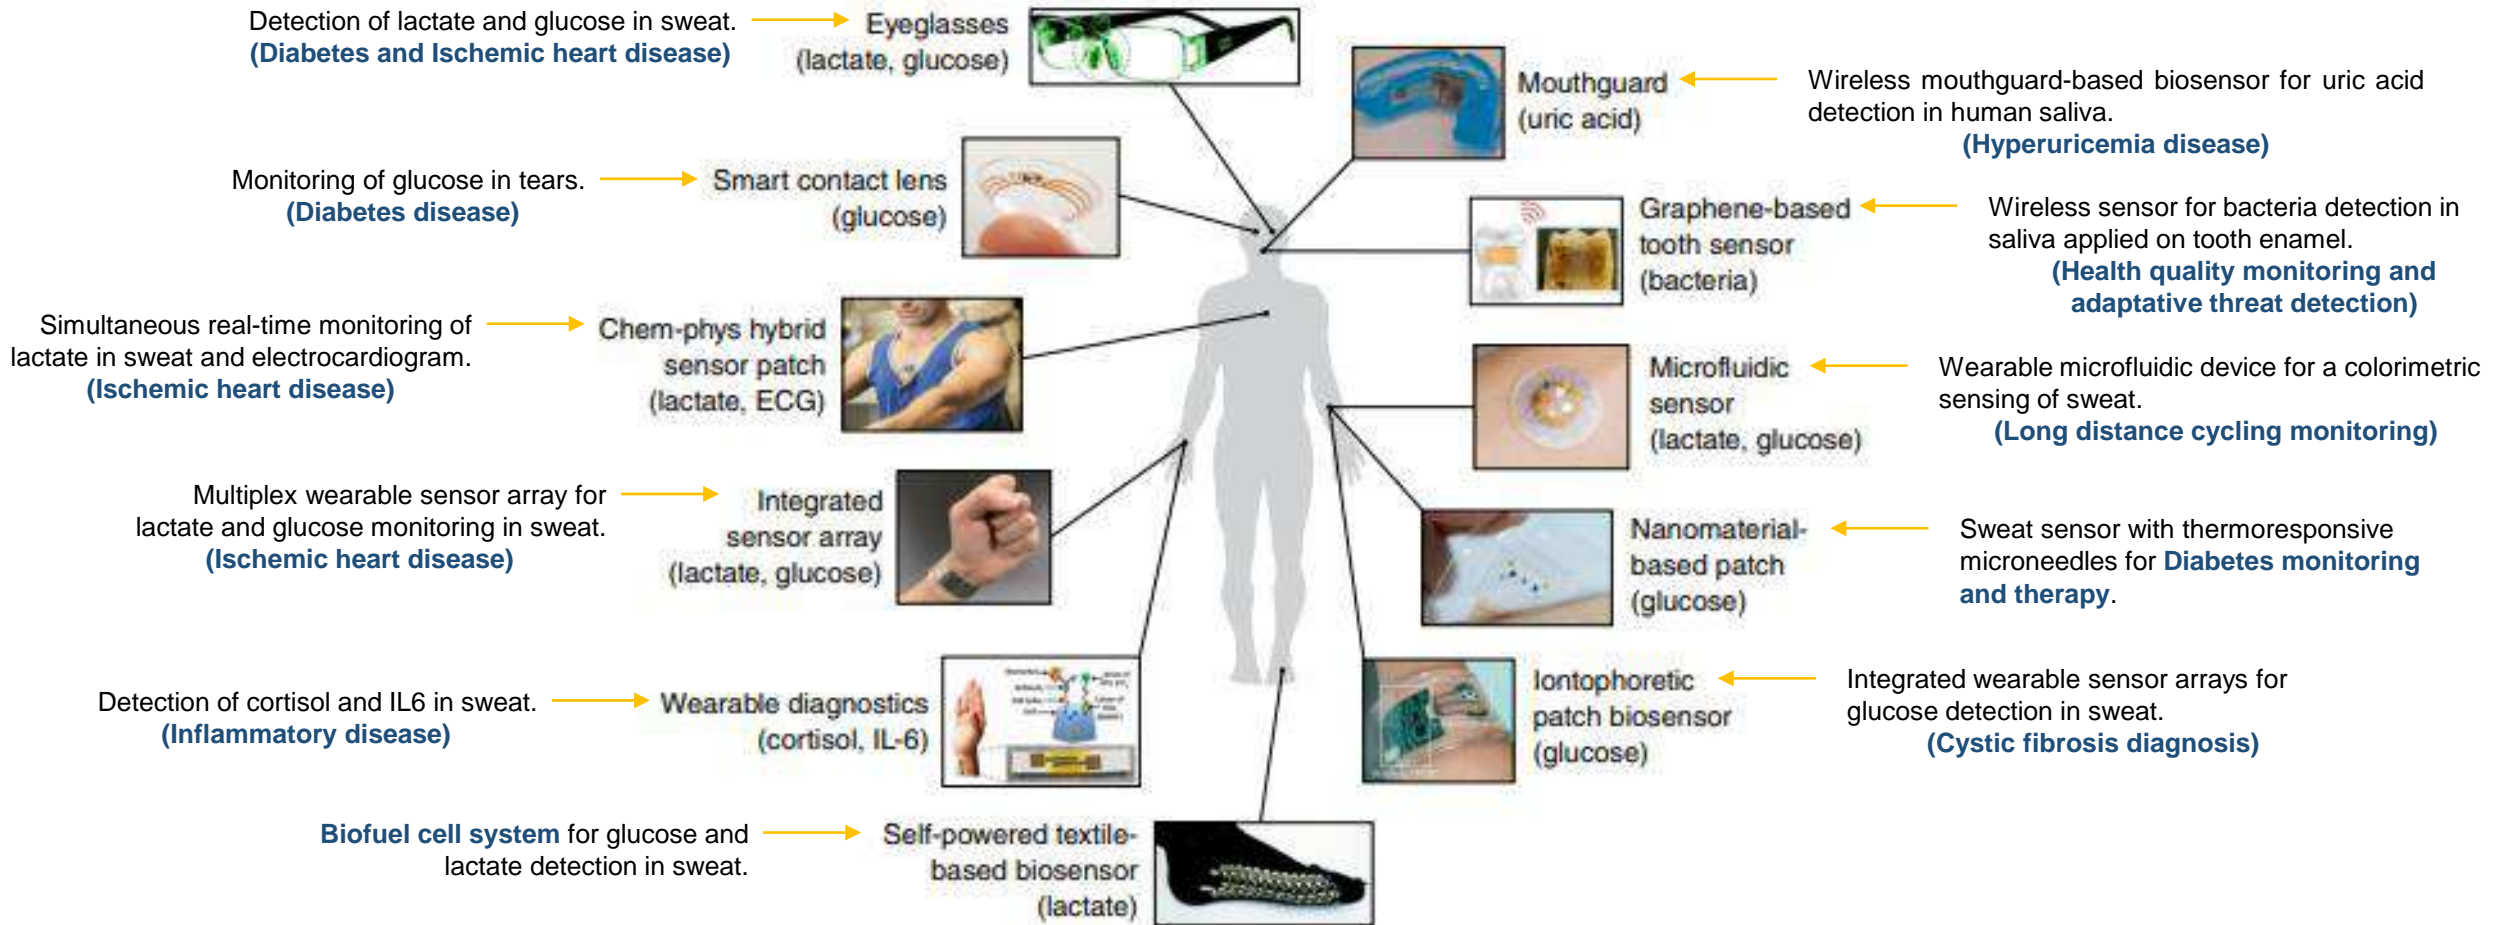 Detection of lactate and glucose in sweat.
(Diabetes and Ischemic heart disease)
Eyeglasses
(lactate, glucose)
Monitoring of glucose in tears.
(Diabetes disease)
Smart contact lens
(glucose)
Simultaneous real-time monitoring of
lactate in sweat and electrocardiogram.
(Ischemic heart disease)
Chem-phys hybrid
sensor patch
(lactate, ECG)
Multiplex wearable sensor array for
lactate and glucose monitoring in sweat.
(Ischemic heart disease)
Integrated
sensor array
(lactate, glucose)
Detection of cortisol and IL6 in sweat.
(Inflammatory disease)
Wearable diagnostics
(cortisol, IL-6)
Biofuel cell system for glucose and
lactate detection in sweat.
Self-powered textile-
based biosensor
(lactate)
Mouthguard
(uric acid)
Wireless mouthguard-based biosensor for uric acid
detection in human saliva.
(Hyperuricemia disease)
Graphene-based
tooth sensor
(bacteria)
Wireless sensor for bacteria detection in
saliva applied on tooth enamel.
(Health quality monitoring and
adaptative threat detection)
Microfluidic
sensor
(lactate, glucose)
Wearable microfluidic device for a colorimetric
sensing of sweat.
(Long distance cycling monitoring)
Nanomaterial-
based patch
(glucose)
Sweat sensor with thermoresponsive
microneedles for Diabetes monitoring
and therapy.
Iontophoretic
patch biosensor
(glucose)
Integrated wearable sensor arrays for
glucose detection in sweat.
(Cystic fibrosis diagnosis)